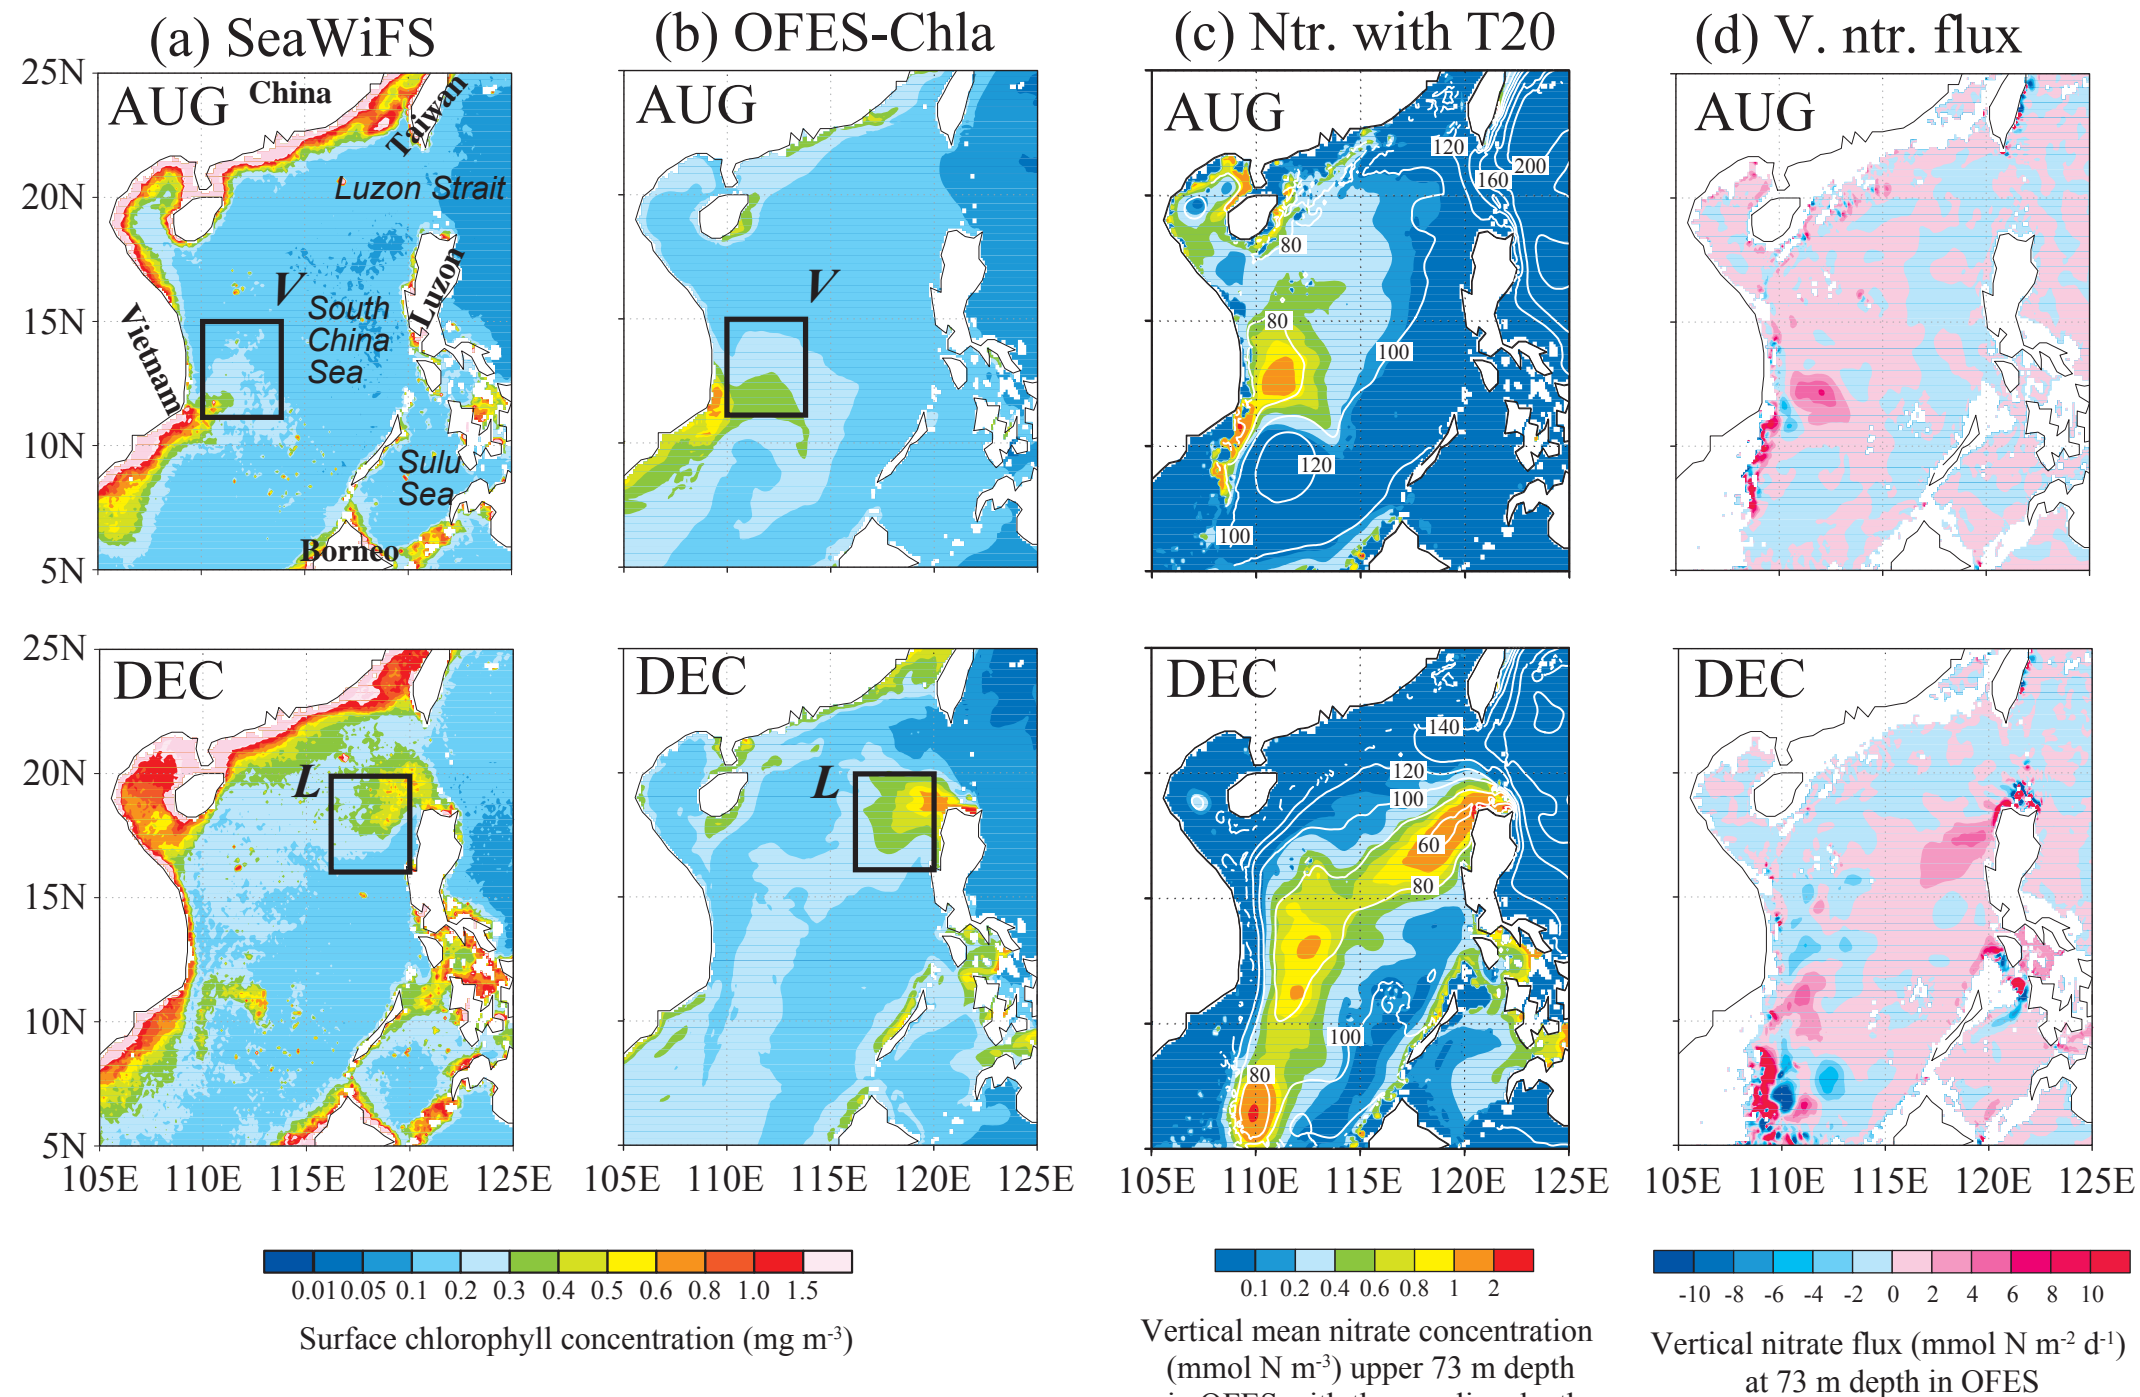 (a) SeaWiFS
(b) OFES-Chla
(c) Ntr. with T20
(d) V. ntr. flux
25N
20N
15N
10N
5N
AUG
China
Taiwan
Luzon Strait
Luzon
V
South
China
Sea
Vietnam
Sulu
Sea
Borneo
AUG
V
AUG
120
200
160
80
80
100
120
100
AUG
25N
20N
15N
10N
5N
DEC
L
105E 110E 115E 120E 125E
DEC
L
105E 110E 115E 120E 125E
DEC
140
120
100
60
80
100
80
105E 110E 115E 120E 125E
DEC
105E 110E 115E 120E 125E
0.01 0.05 0.1 0.2 0.3 0.4 0.5 0.6 0.8 1.0 1.5
Surface chlorophyll concentration (mg m-3)
0.1 0.2 0.4 0.6 0.8 1 2
Vertical mean nitrate concentration
(mmol N m-3) upper 73 m depth
-10 -8 -6 -4 -2 0 2 4 6 8 10
Vertical nitrate flux (mmol N m-2 d-1)
at 73 m depth in OFES